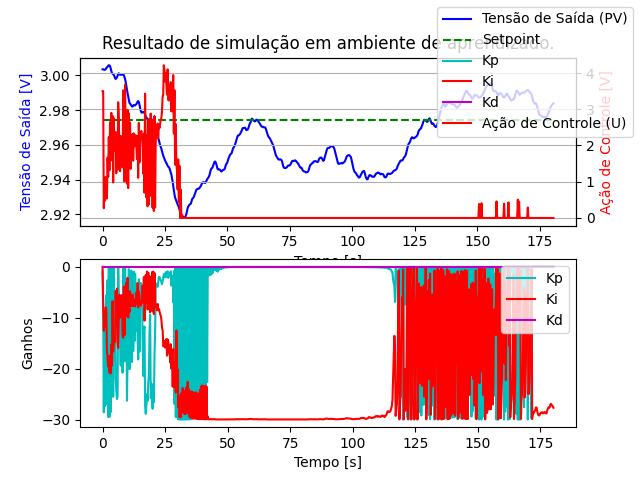 Resultado de simulação em ambiente de aprendizado.
Tensão de Saída (PV)
Setpoint
Kp
Ki
Kd
Ação de Controle (U)
Tensão de Saída [V]
3.00
2.98
2.96
2.94
2.92
4
3
2
1
0
Ação de Controle [V]
0 25 50 75 100 125 150 175
Tempo [s]
Ganhos
0
−10
−20
−30
Kp
Ki
Kd
0 25 50 75 100 125 150 175
Tempo [s]